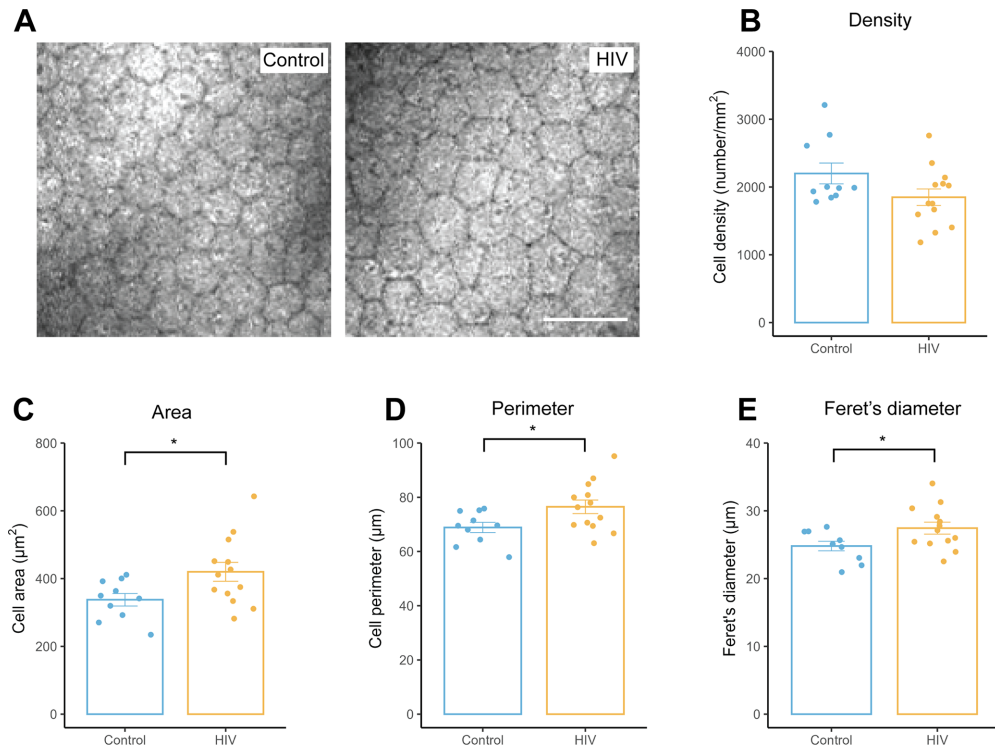 A
Control
HIV
B
Density
Cell density (number/mm²)
4000
3000
2000
1000
0
Control
HIV
C
Area
Cell area (μm²)
800
600
400
200
0
*
Control
HIV
D
Perimeter
Cell perimeter (μm)
100
80
60
40
20
0
*
Control
HIV
E
Feret's diameter
Feret's diameter (μm)
40
30
20
10
0
*
Control
HIV